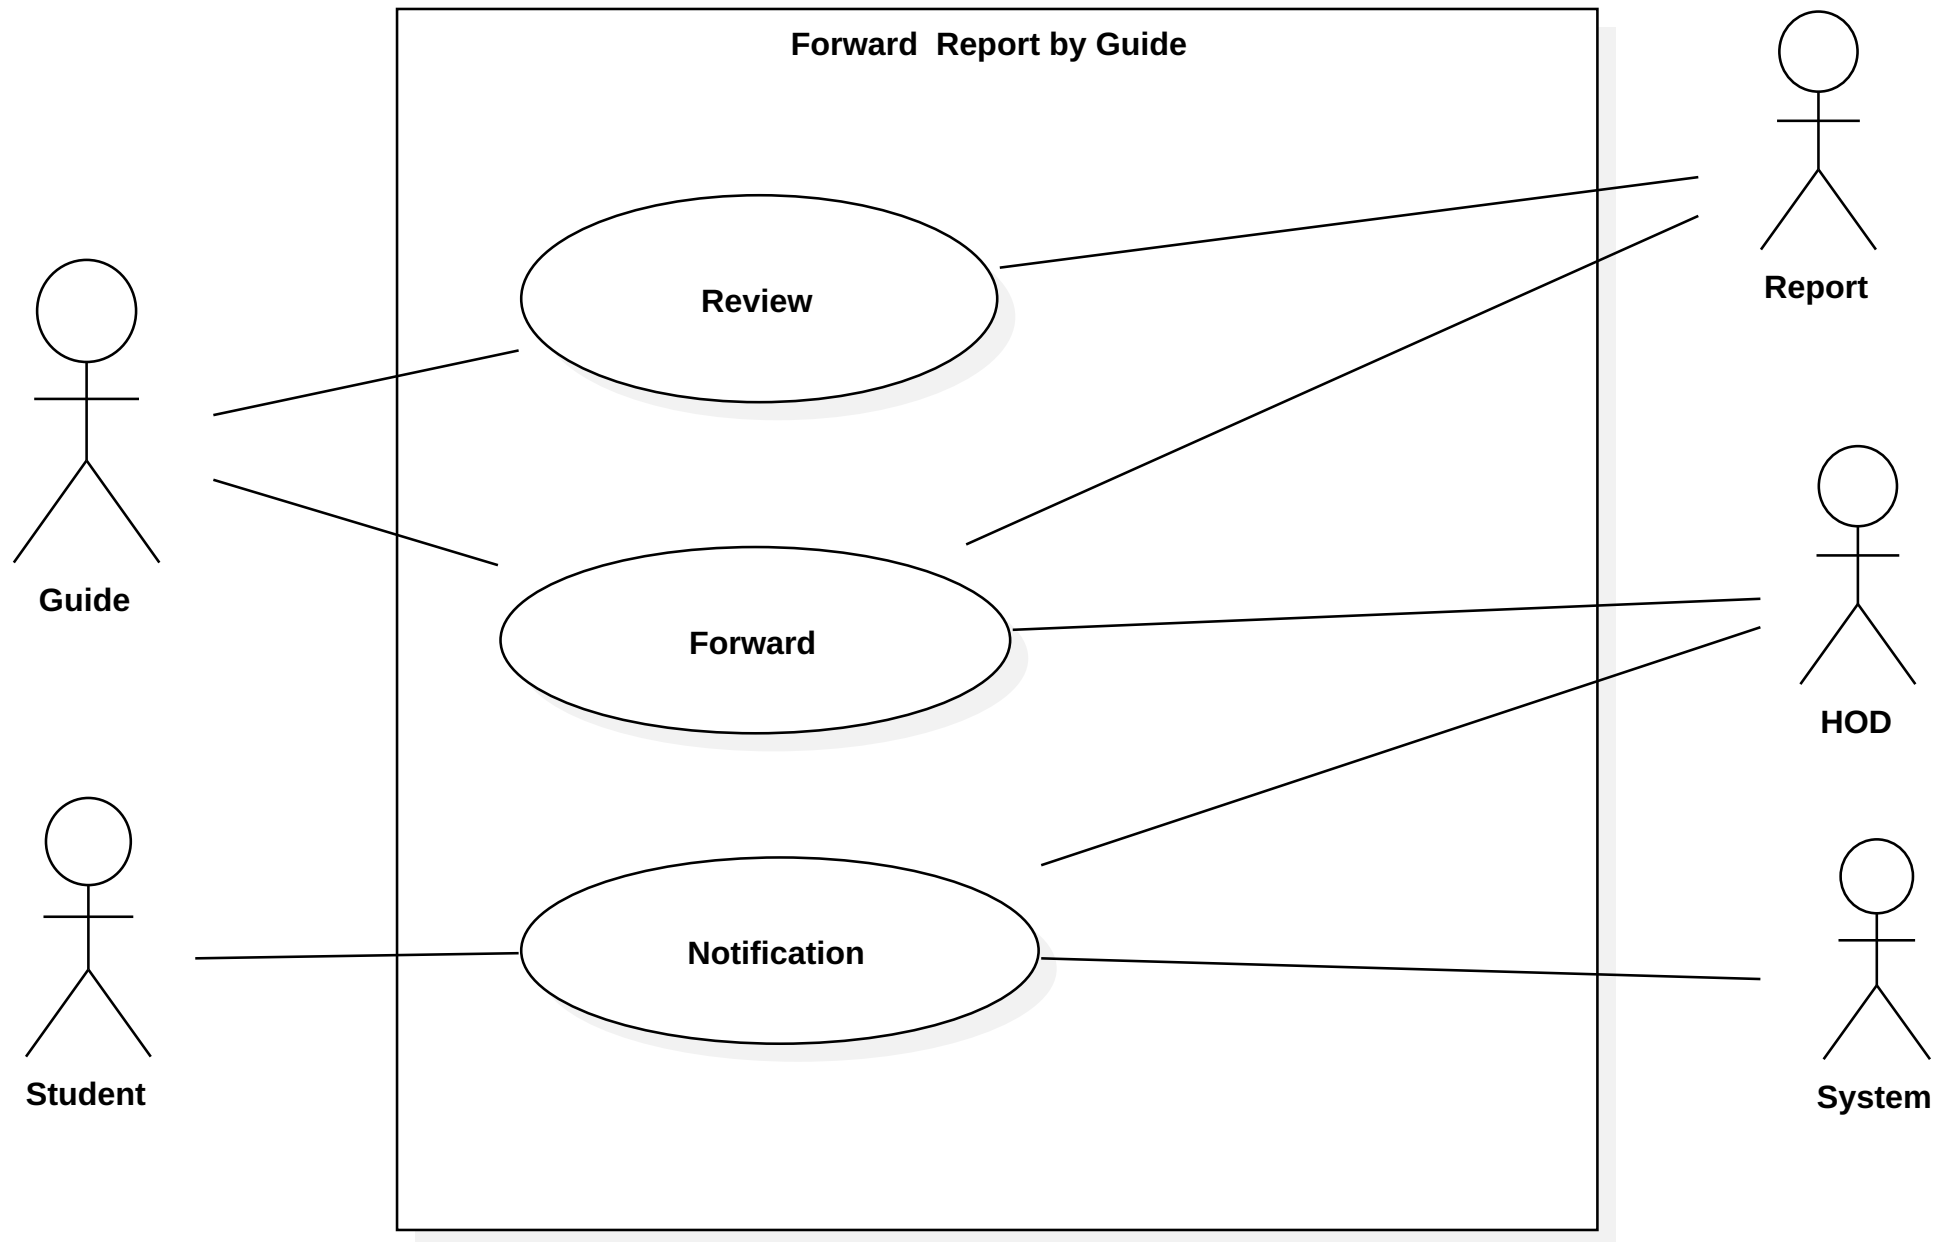 Forward  Report by Guide
Report
Review
Guide
Forward
HOD
Notification
Student
System